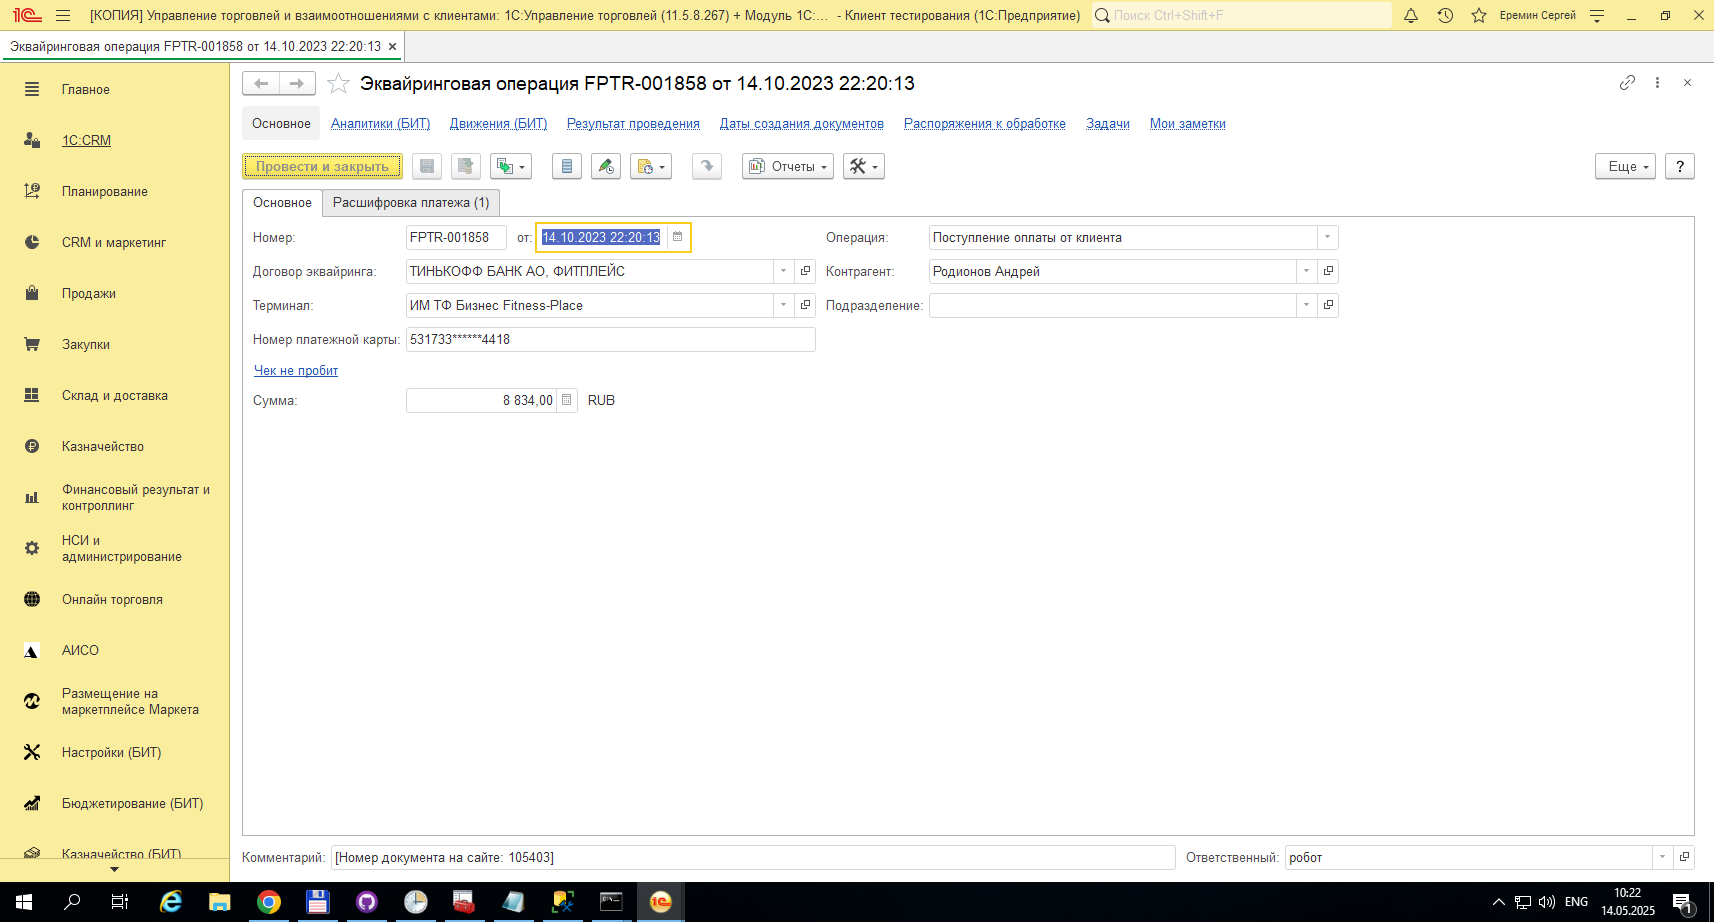 [КОПИЯ] Управление торговлей и взаимоотношениями с клиентами: 1С:Управление торговлей (11.5.8.267) + Модуль 1С:... - Клиент тестирования (1С:Предприятие)
Поиск Ctrl+Shift+F
Еремин Сергей
Эквайринговая операция FPTR-001858 от 14.10.2023 22:20:13
Главное
1С:CRM
Планирование
CRM и маркетинг
Продажи
Закупки
Склад и доставка
Казначейство
Финансовый результат и
контроллинг
НСИ и
администрирование
Онлайн торговля
АИСО
Размещение на
маркетплейсе Маркета
Настройки (БИТ)
Бюджетирование (БИТ)
Казначейство (БИТ)
Эквайринговая операция FPTR-001858 от 14.10.2023 22:20:13
Основное Аналитики (БИТ) Движения (БИТ) Результат проведения Даты создания документов Распоряжения к обработке Задачи Мои заметки
Провести и закрыть Отчеты Еще ?
Основное Расшифровка платежа (1)
Номер: FPTR-001858 от: 14.10.2023 22:20:13 Операция: Поступление оплаты от клиента
Договор эквайринга: ТИНЬКОФФ БАНК АО, ФИТПЛЕЙС Контрагент: Родионов Андрей
Терминал: ИМ ТФ Бизнес Fitness-Place Подразделение:
Номер платежной карты: 531733******4418
Чек не пробит
Сумма: 8 834,00 RUB
Комментарий: [Номер документа на сайте: 105403] Ответственный: робот
ENG
10:22
14.05.2025
1